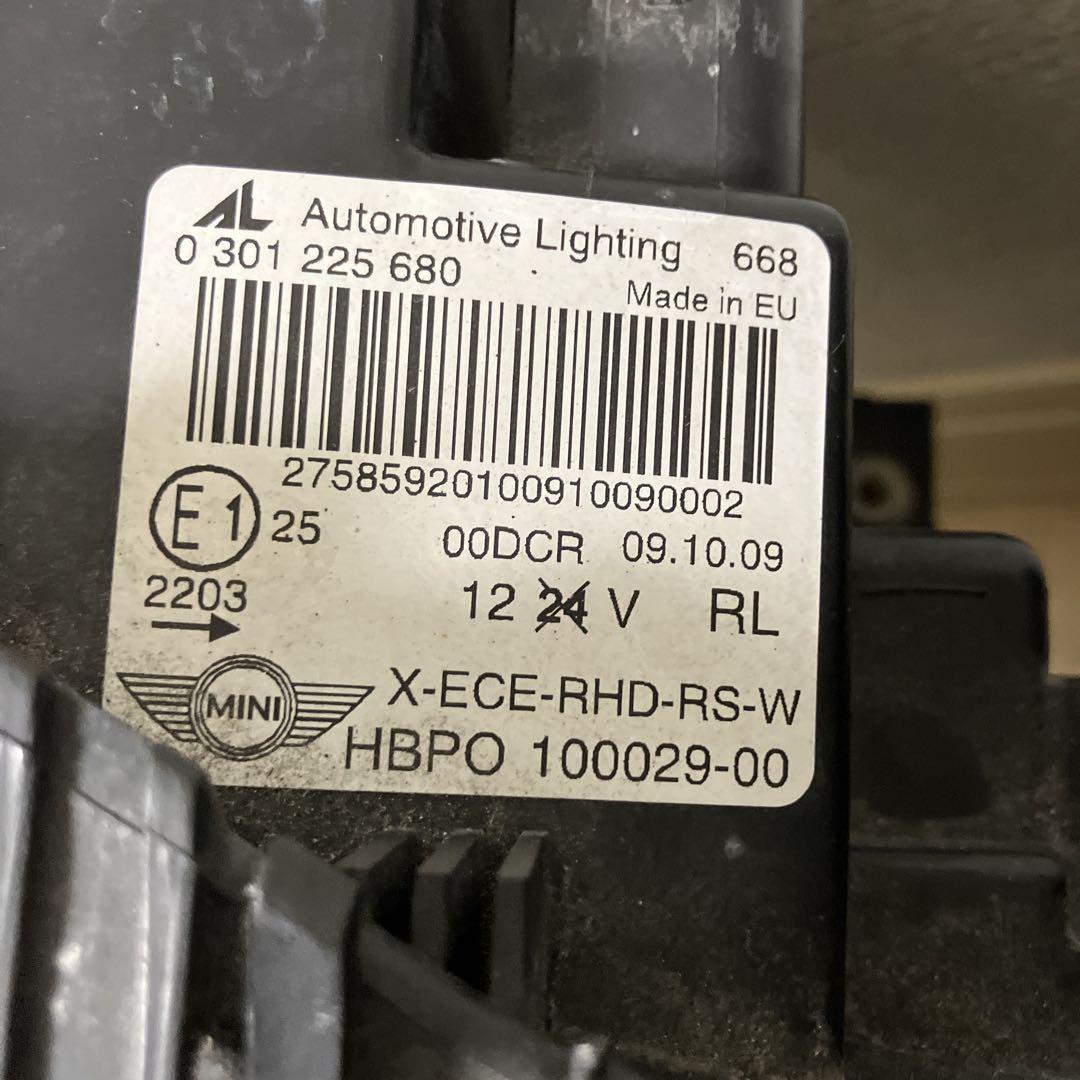 AL Automotive Lighting 668
0 301 225 680
Made in EU
27585920100910090002
E1 25
00DCR 09.10.09
2203
12 24 V RL
MINI
X-ECE-RHD-RS-W
HBPO 100029-00